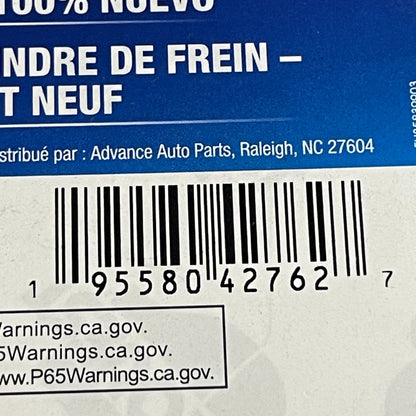 100% NUEVO
NDRE DE FREIN –
T NEUF
stribué par : Advance Auto Parts, Raleigh, NC 27604
1 95580 42762 7
Warnings.ca.gov.
5Warnings.ca.gov.
www.P65Warnings.ca.gov.